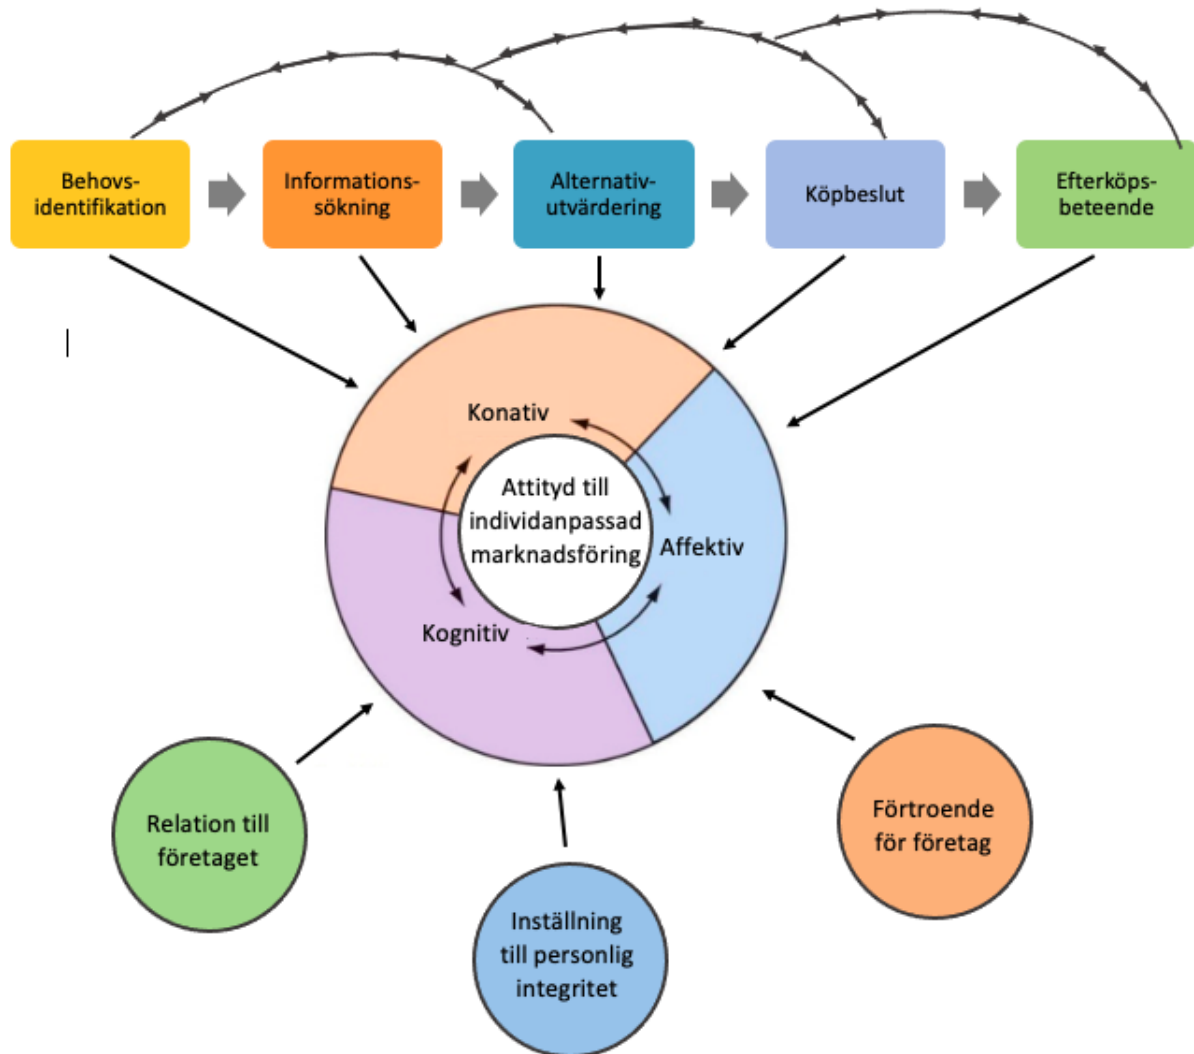 Behovs-
identifikation
Informations-
sökning
Alternativ-
utvärdering
Köpbeslut
Efterköps-
beteende
Konativ
Attityd till
individanpassad
marknadsföring
Affektiv
Kognitiv
Relation till
företaget
Inställning
till personlig
integritet
Förtroende
för företag